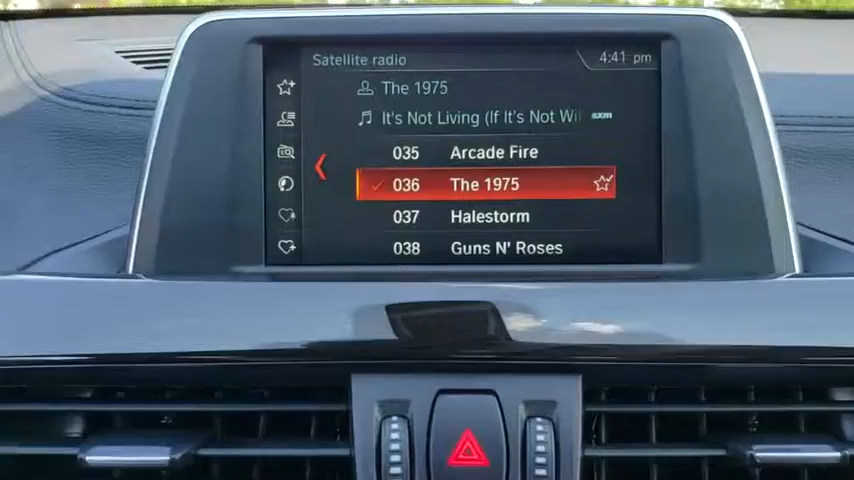 Satellite radio 4:41 pm
The 1975
It's Not Living (If It's Not Wi sxm
035 Arcade Fire
036 The 1975
037 Halestorm
038 Guns N' Roses